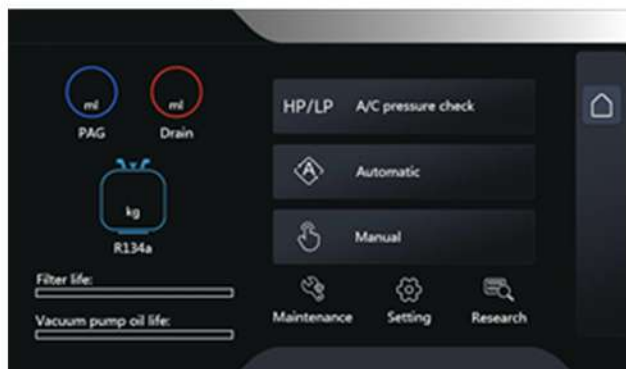 ml
ml
PAG
Drain
kg
R134a
Filter life:
Vacuum pump oil life:
HP/LP A/C pressure check
A Automatic
Manual
Maintenance
Setting
Research